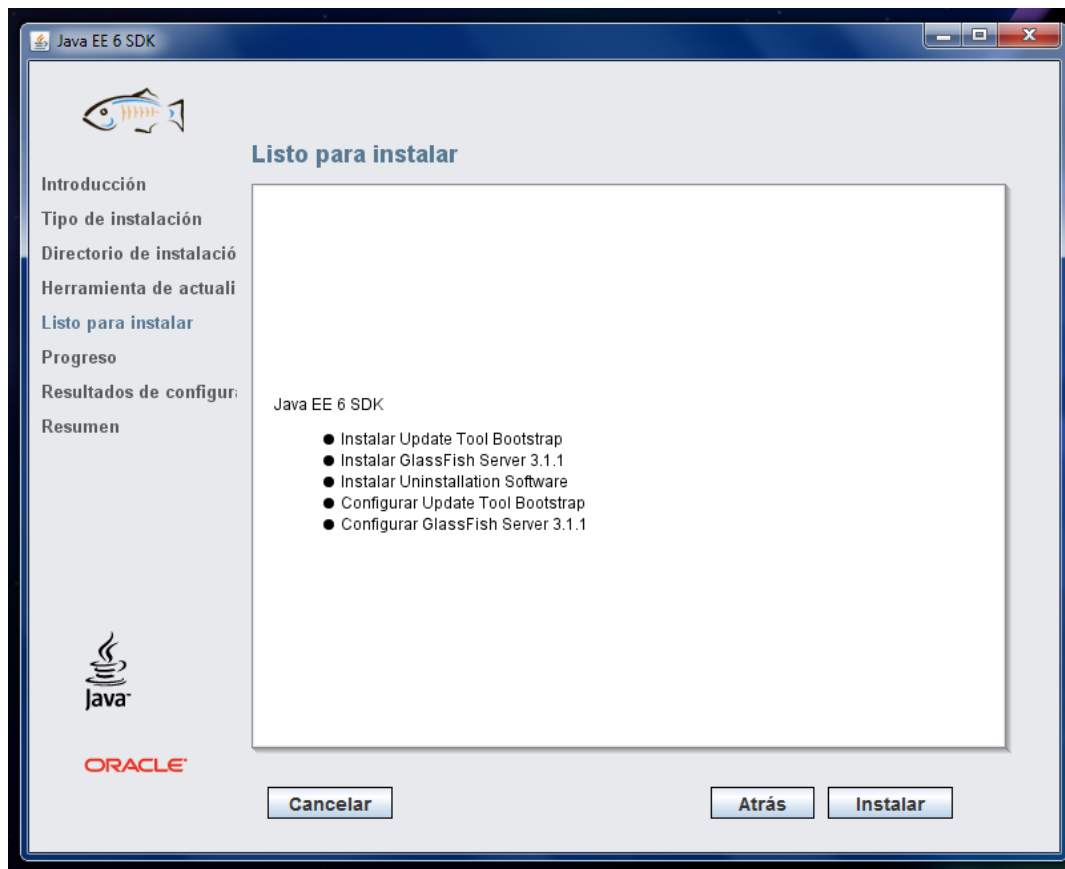 Java EE 6 SDK
Listo para instalar
Introducción
Tipo de instalación
Directorio de instalació
Herramienta de actuali
Listo para instalar
Progreso
Resultados de configur
Resumen
Java EE 6 SDK
● Instalar Update Tool Bootstrap
● Instalar GlassFish Server 3.1.1
● Instalar Uninstallation Software
● Configurar Update Tool Bootstrap
● Configurar GlassFish Server 3.1.1
Java
ORACLE
Cancelar
Atrás
Instalar